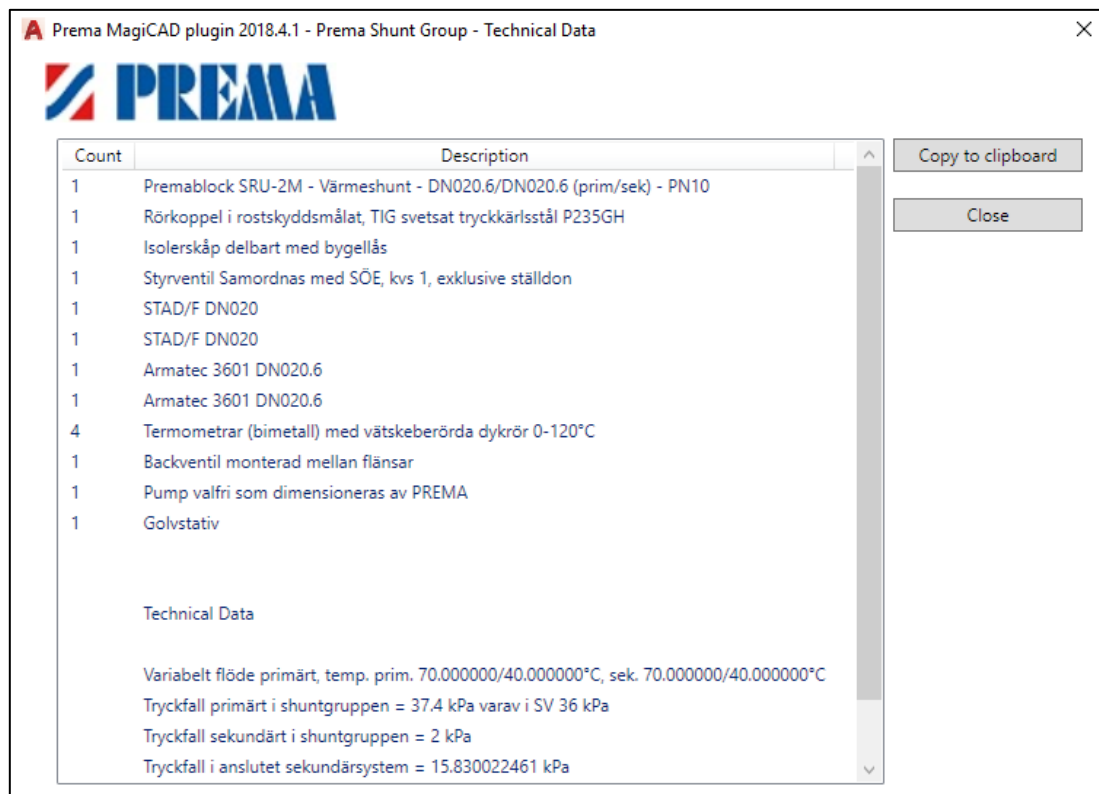 Prema MagiCAD plugin 2018.4.1 - Prema Shunt Group - Technical Data
PREMA
Count Description
1 Premablock SRU-2M - Värmeshunt - DN020.6/DN020.6 (prim/sek) - PN10
1 Rörkoppel i rostskyddsmålat, TIG svetsat tryckkärlsstål P235GH
1 Isolerskåp delbart med bygellås
1 Styrventil Samordnas med SÖE, kvs 1, exklusive ställdon
1 STAD/F DN020
1 STAD/F DN020
1 Armatec 3601 DN020.6
1 Armatec 3601 DN020.6
4 Termometrar (bimetall) med vätskeberörda dykrör 0-120°C
1 Backventil monterad mellan flänsar
1 Pump valfri som dimensioneras av PREMA
1 Golvstativ
Technical Data
Variabelt flöde primärt, temp. prim. 70.000000/40.000000°C, sek. 70.000000/40.000000°C
Tryckfall primärt i shuntgruppen = 37.4 kPa varav i SV 36 kPa
Tryckfall sekundärt i shuntgruppen = 2 kPa
Tryckfall i anslutet sekundärsystem = 15.830022461 kPa
Copy to clipboard
Close